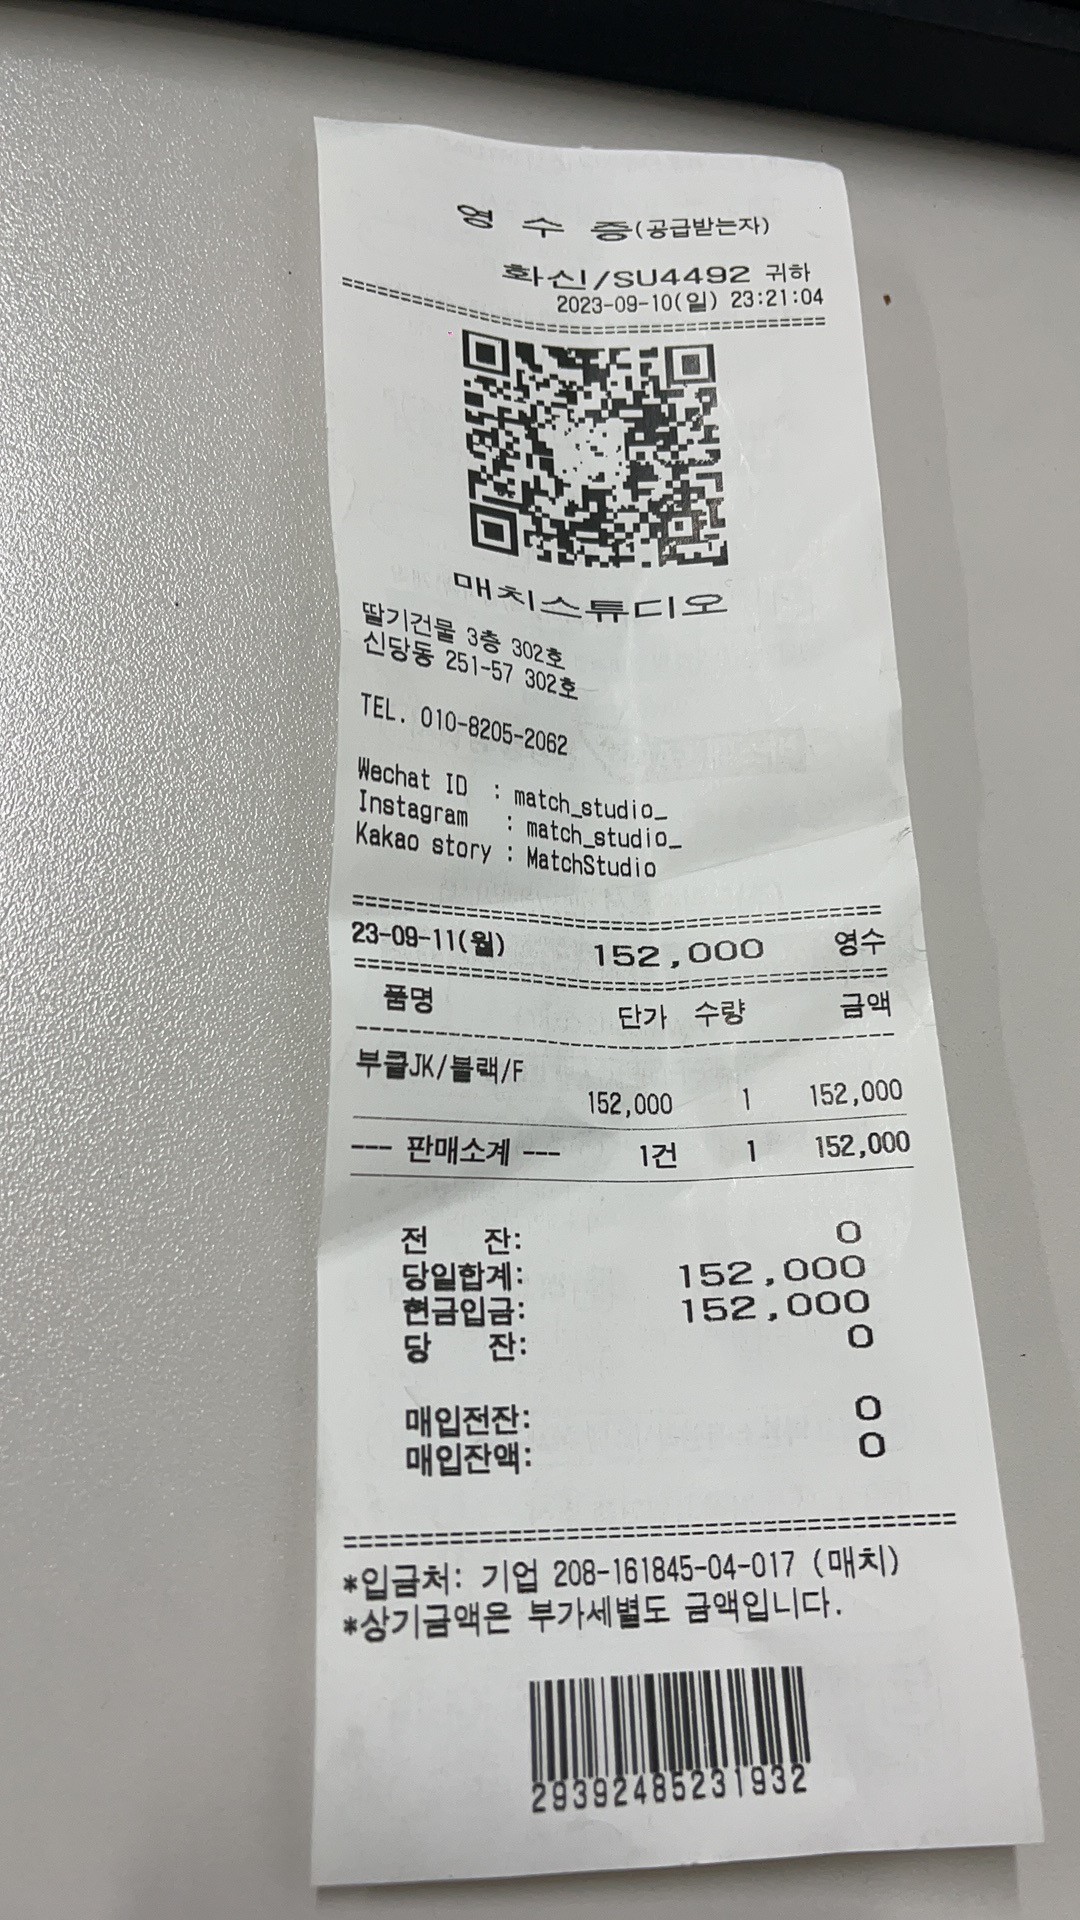 영 수 증(공급받는자)
화신/SU4492 귀하
2023-09-10(일) 23:21:04
매치스튜디오
딸기건물 3층 302호
신당동 251-57 302호
TEL. 010-8205-2062
Wechat ID : match_studio_
Instagram : match_studio_
Kakao story : MatchStudio
23-09-11(월) 152,000 영수
품명 단가 수량 금액
부클JK/블랙/F
152,000 1 152,000
--- 판매소계 --- 1건 1 152,000
전 잔: 0
당일합계: 152,000
현금입금: 152,000
당 잔: 0
매입전잔: 0
매입잔액: 0
*입금처: 기업 208-161845-04-017 (매치)
*상기금액은 부가세별도 금액입니다.
29392485231932